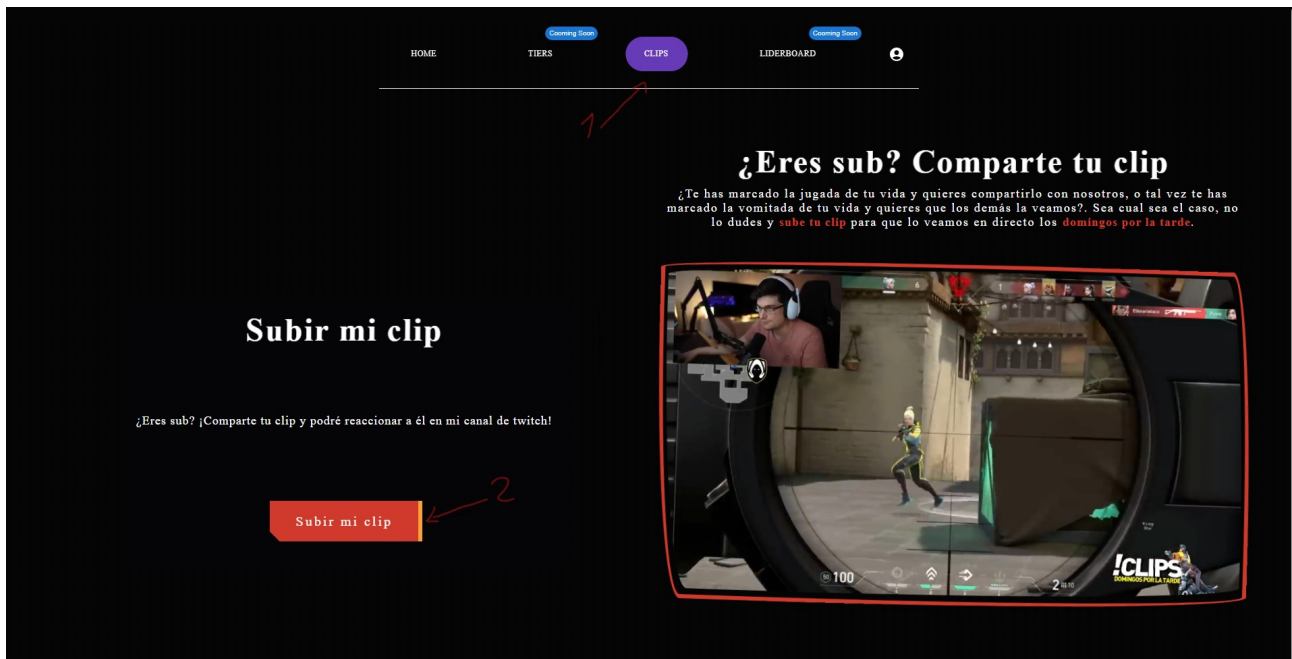 Cooming Soon
Cooming Soon
HOME
TIERS
CLIPS
LIDERBOARD
1
¿Eres sub? Comparte tu clip
¿Te has marcado la jugada de tu vida y quieres compartirlo con nosotros, o tal vez te has
marcado la vomitada de tu vida y quieres que los demás la veamos?. Sea cual sea el caso, no
lo dudes y sube tu clip para que lo veamos en directo los domingos por la tarde.
Subir mi clip
¿Eres sub? ¡Comparte tu clip y podré reaccionar a él en mi canal de twitch!
Subir mi clip
2
6
1
50 100
2
!CLIPS
DOMINGOS POR LA TARDE